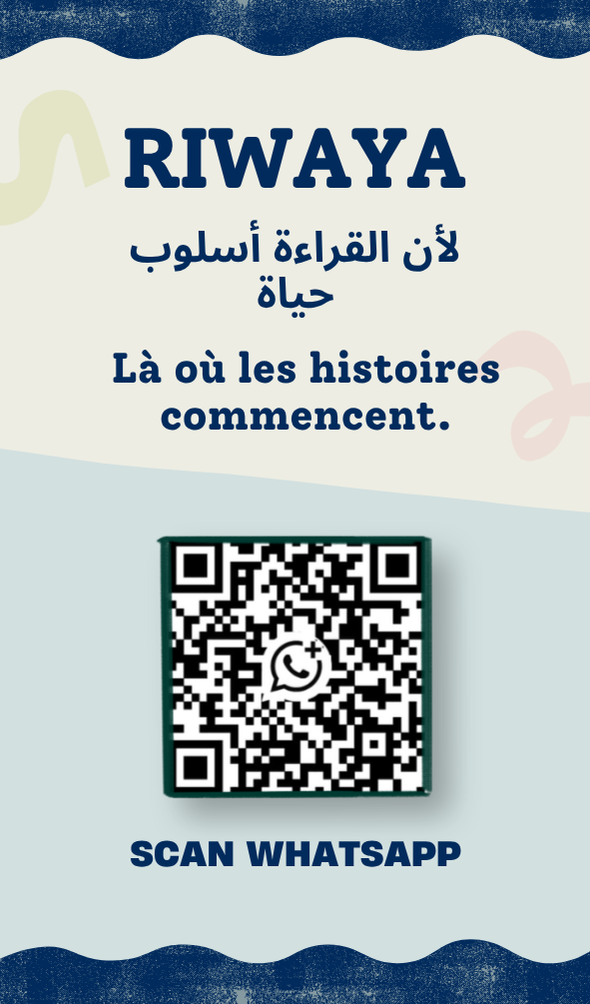 RIWAYA
لأن القراءة أسلوب
حياة
Là où les histoires
commencent.
SCAN WHATSAPP